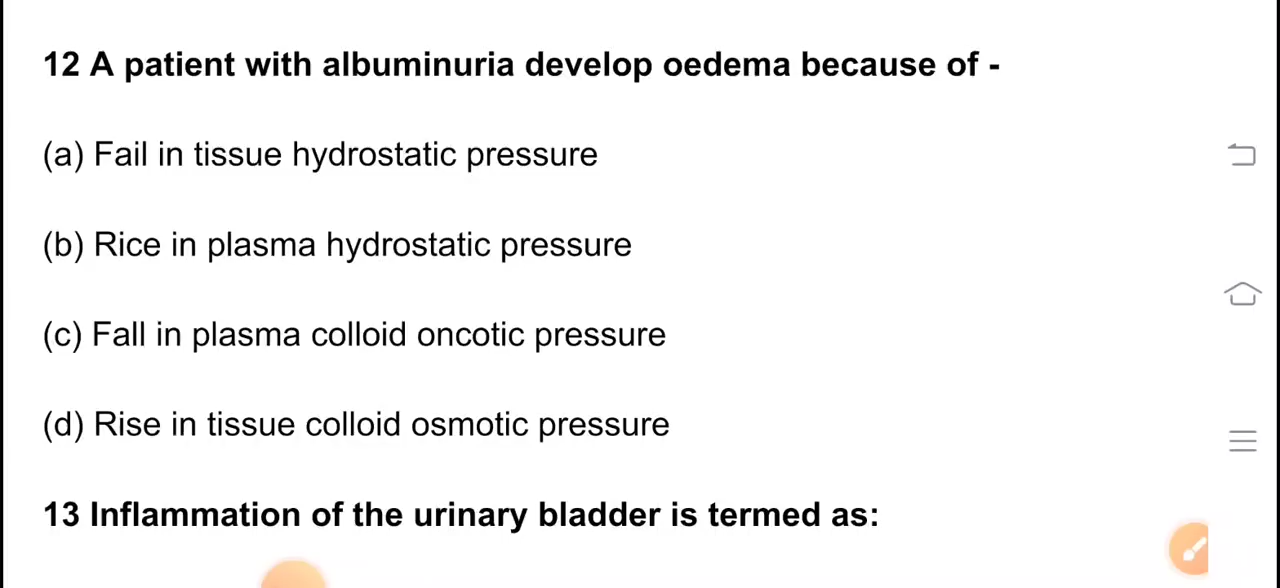 12 A patient with albuminuria develop oedema because of -
(a) Fail in tissue hydrostatic pressure
(b) Rice in plasma hydrostatic pressure
(c) Fall in plasma colloid oncotic pressure
(d) Rise in tissue colloid osmotic pressure
13 Inflammation of the urinary bladder is termed as: